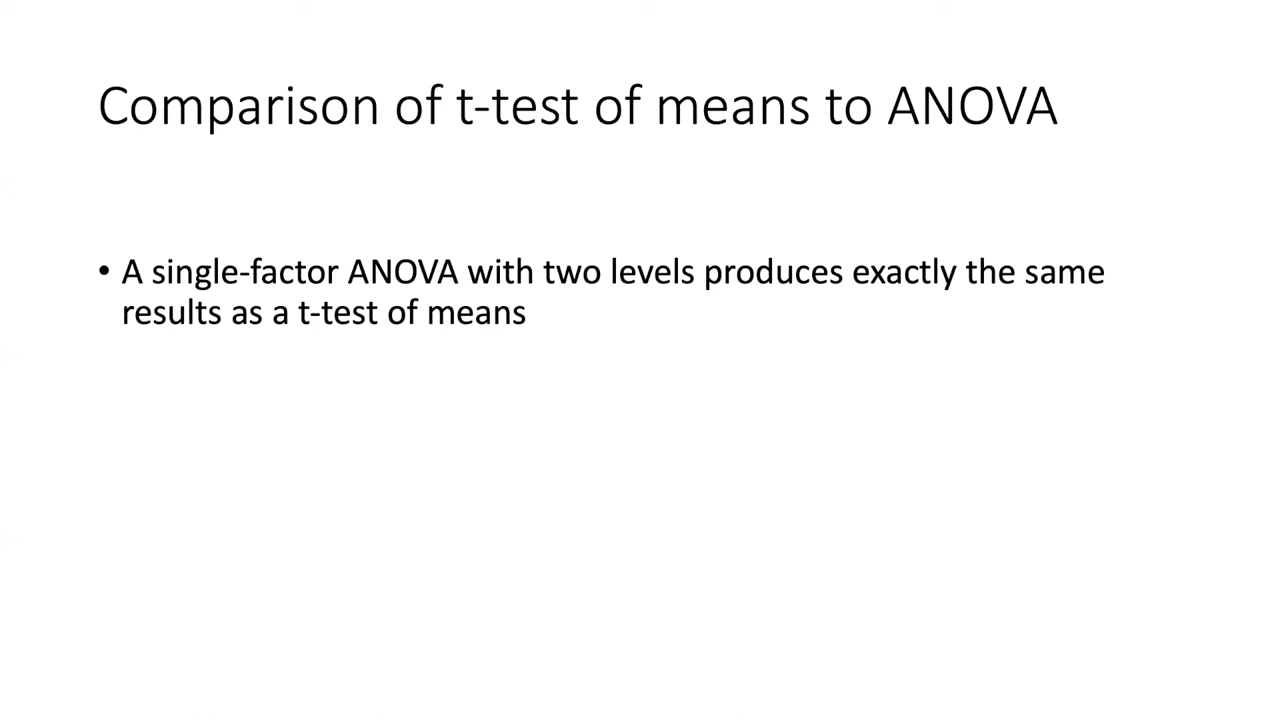 Comparison of t-test of means to ANOVA
• A single-factor ANOVA with two levels produces exactly the same
results as a t-test of means